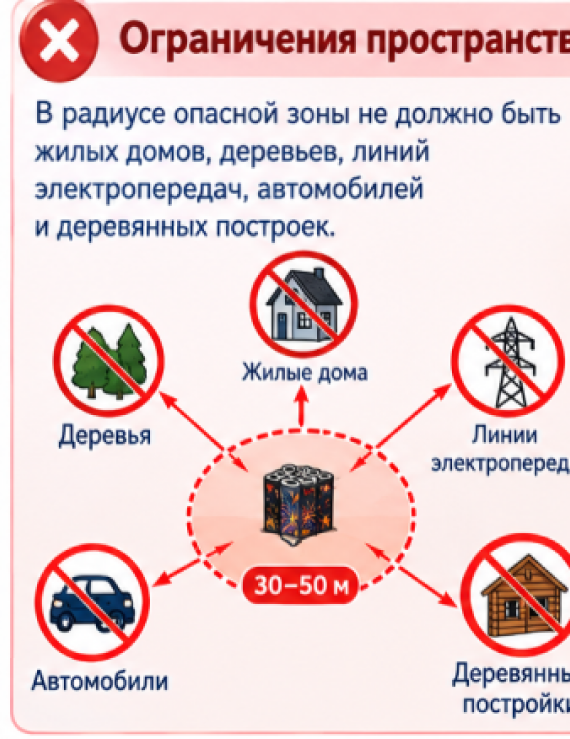 Ограничения пространств
В радиусе опасной зоны не должно быть
жилых домов, деревьев, линий
электропередач, автомобилей
и деревянных построек.
Жилые дома
Деревья
Линии
электроперед
30–50 м
Автомобили
Деревянны
постройки